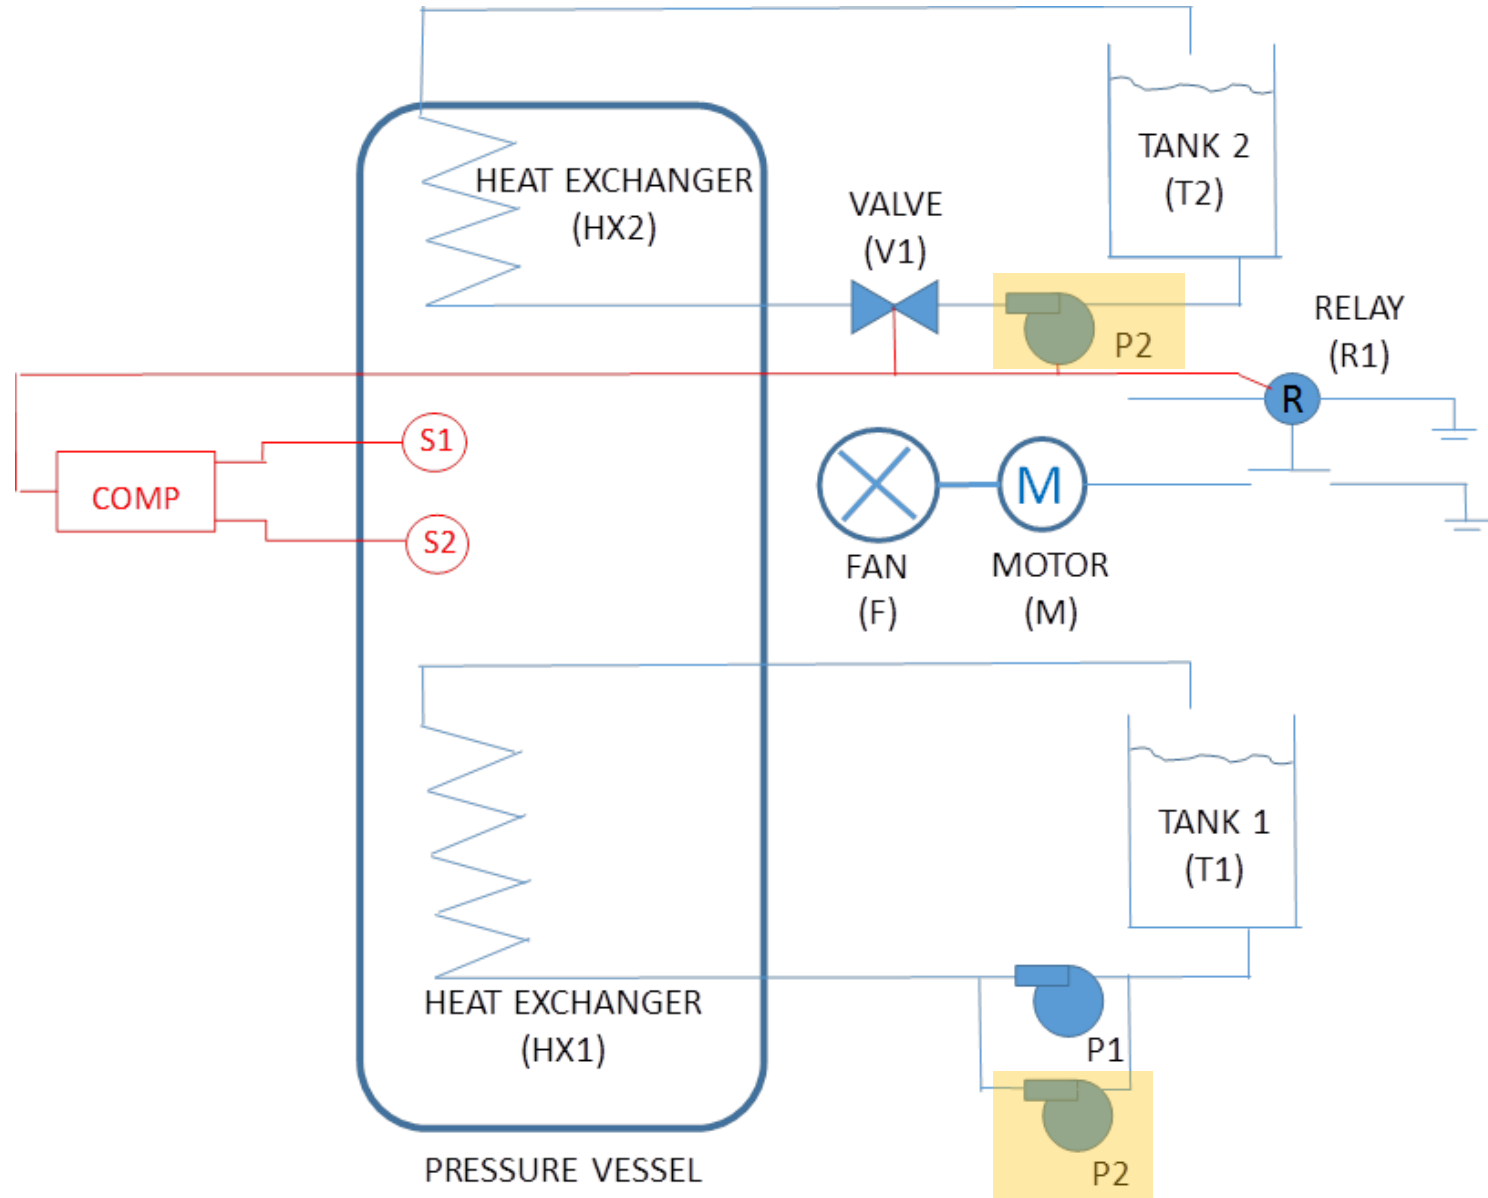 HEAT EXCHANGER
(HX2)
TANK 2
(T2)
VALVE
(V1)
P2
RELAY
(R1)
R
S1
COMP
S2
M
FAN
(F)
MOTOR
(M)
TANK 1
(T1)
HEAT EXCHANGER
(HX1)
P1
P2
PRESSURE VESSEL